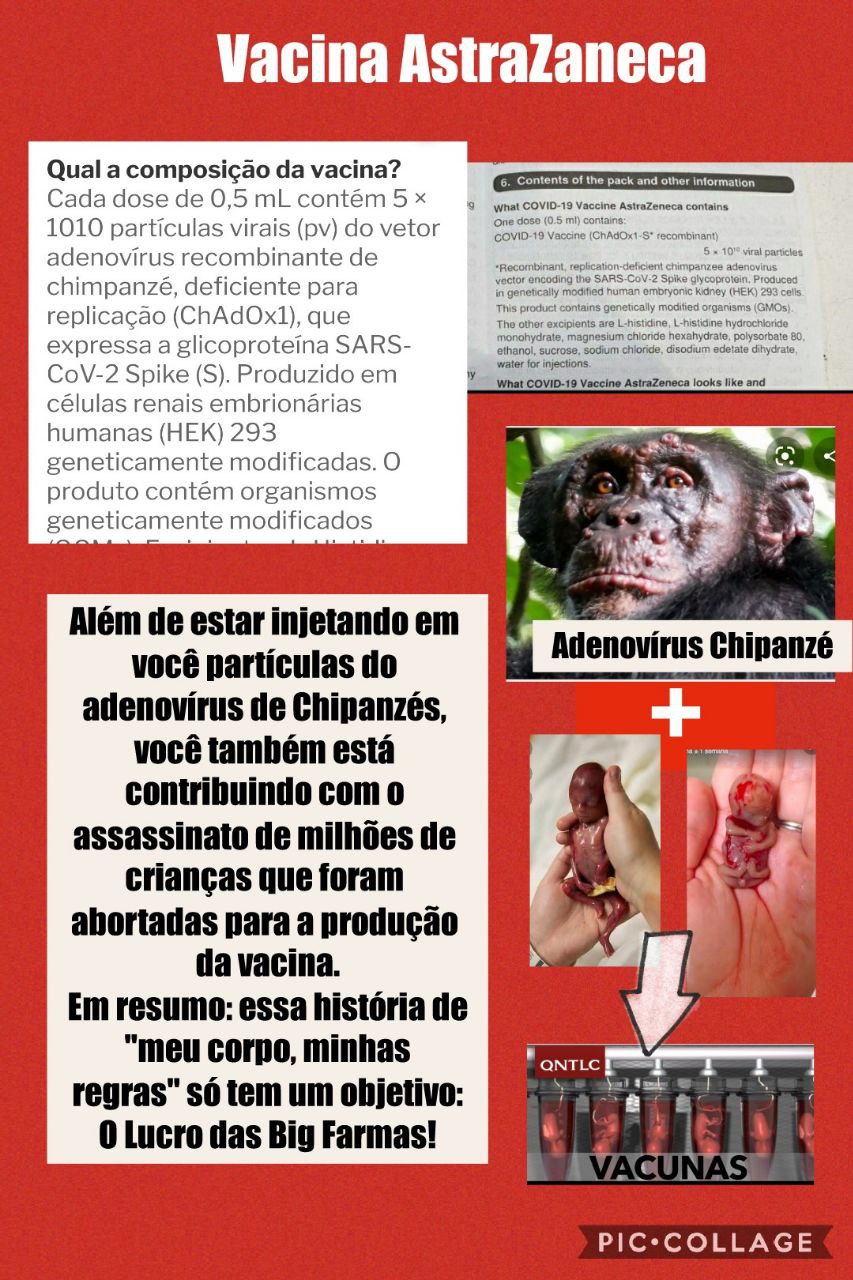 Vacina AstraZaneca
Qual a composição da vacina?
Cada dose de 0,5 mL contém 5 ×
1010 partículas virais (pv) do vetor
adenovírus recombinante de
chimpanzé, deficiente para
replicação (ChAdOx1), que
expressa a glicoproteína SARS-
CoV-2 Spike (S). Produzido em
células renais embrionárias
humanas (HEK) 293
geneticamente modificadas. O
produto contém organismos
geneticamente modificados
6. Contents of the pack and other information
What COVID-19 Vaccine AstraZeneca contains
One dose (0.5 ml) contains:
COVID-19 Vaccine (ChAdOx1-S* recombinant)
5 × 10¹⁰ viral particles
*Recombinant, replication-deficient chimpanzee adenovirus
vector encoding the SARS-CoV-2 Spike glycoprotein. Produced
in genetically modified human embryonic kidney (HEK) 293 cells.
This product contains genetically modified organisms (GMOs).
The other excipients are L-histidine, L-histidine hydrochloride
monohydrate, magnesium chloride hexahydrate, polysorbate 80,
ethanol, sucrose, sodium chloride, disodium edetate dihydrate,
water for injections.
What COVID-19 Vaccine AstraZeneca looks like and
Adenovírus Chipanzé
+
Além de estar injetando em
você partículas do
adenovírus de Chipanzés,
você também está
contribuindo com o
assassinato de milhões de
crianças que foram
abortadas para a produção
da vacina.
Em resumo: essa história de
"meu corpo, minhas
regras" só tem um objetivo:
O Lucro das Big Farmas!
1 semana
QNTLC
VACUNAS
PIC•COLLAGE